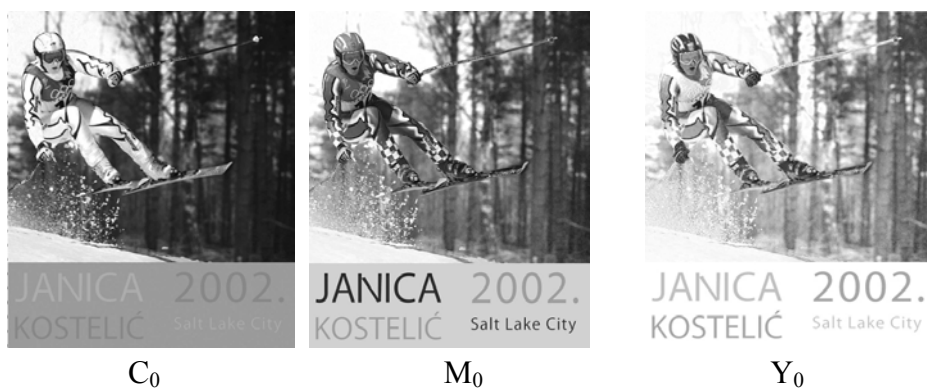 JANICA 2002.
KOSTELIĆ Salt Lake City
JANICA 2002.
KOSTELIĆ Salt Lake City
JANICA 2002.
KOSTELIĆ Salt Lake City
C₀ M₀ Y₀